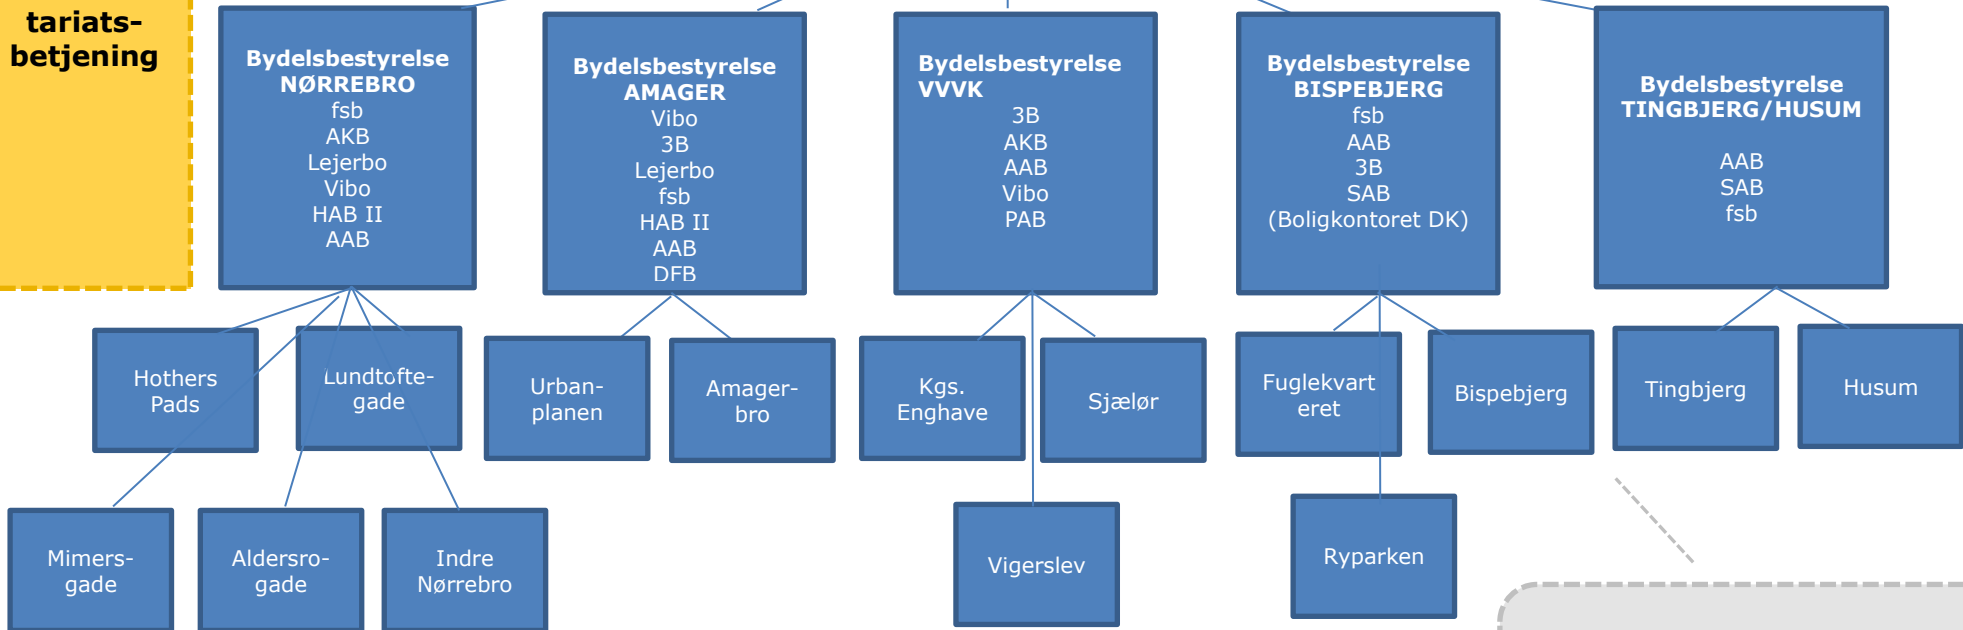 tariats-
betjening
Bydelsbestyrelse
NØRREBRO
fsb
AKB
Lejerbo
Vibo
HAB II
AAB
Bydelsbestyrelse
AMAGER
Vibo
3B
Lejerbo
fsb
HAB II
AAB
DFB
Bydelsbestyrelse
VVVK
3B
AKB
AAB
Vibo
PAB
Bydelsbestyrelse
BISPEBJERG
fsb
AAB
3B
SAB
(Boligkontoret DK)
Bydelsbestyrelse
TINGBJERG/HUSUM
AAB
SAB
fsb
Hothers
Pads
Lundtofte-
gade
Urban-
planen
Amager-
bro
Kgs.
Enghave
Sjælør
Fuglekvart
eret
Bispebjerg
Tingbjerg
Husum
Mimers-
gade
Aldersro-
gade
Indre
Nørrebro
Vigerslev
Ryparken